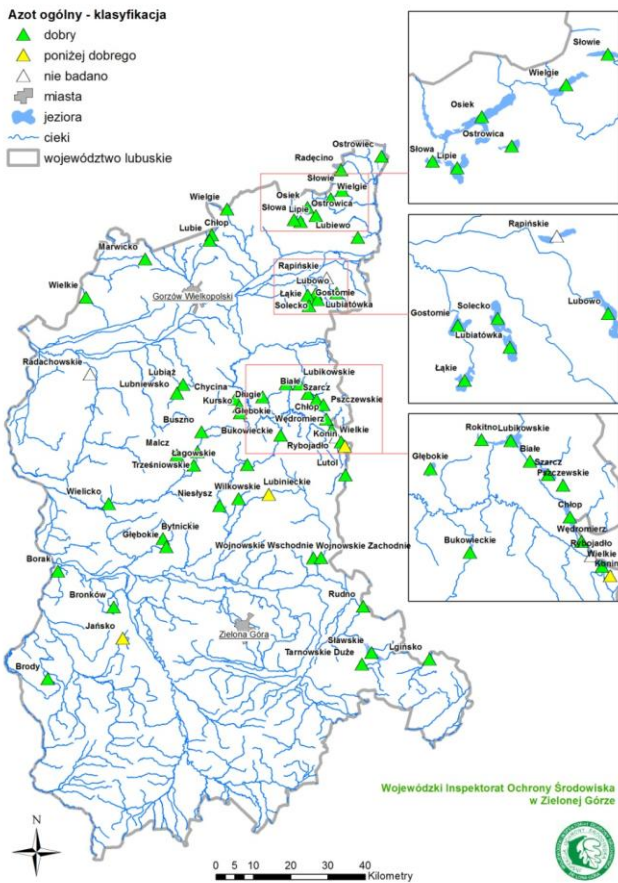 Azot ogólny - klasyfikacja
dobry
poniżej dobrego
nie badano
miasta
jeziora
cieki
województwo lubuskie
Ostrowiec
Radęcino
Słowie
Wielgie
Osiek
Ostrowica
Słowa
Lipie
Lubiewo
Wielgie
Chłop
Lubie
Marwicko
Rąpińskie
Lubowo
Gorzów Wielkopolski
Łąkie
Gostomie
Solecko
Lubiatówka
Wielkie
Radachowskie
Lubiąż
Chycina
Lubniewsko
Kursko
Długie
Głębokie
Białe
Lubikowskie
Szarcz
Pszczewskie
Chłop
Wędromierz
Buszno
Bukowieckie
Konin
Wielkie
Rybojadło
Malcz
Łagowskie
Trześniowskie
Lutol
Wilkowskie
Lubinieckie
Niesłysz
Wielicko
Głębokie
Bytnickie
Wojnowskie Wschodnie
Wojnowskie Zachodnie
Borak
Bronków
Rudno
Jańsko
Zielona Góra
Sławskie
Lgińsko
Tarnowskie Duże
Brody
Słowie
Wielgie
Osiek
Ostrowica
Słowa
Lipie
Rąpińskie
Lubowo
Solecko
Gostomie
Lubiatówka
Łąkie
Rokitno
Lubikowskie
Głębokie
Białe
Szarcz
Pszczewskie
Chłop
Wędromierz
Bukowieckie
Rybojadło
Wielkie
Konin
Wojewódzki Inspektorat Ochrony Środowiska
w Zielonej Górze
N
0 5 10 20 30 40
Kilometry